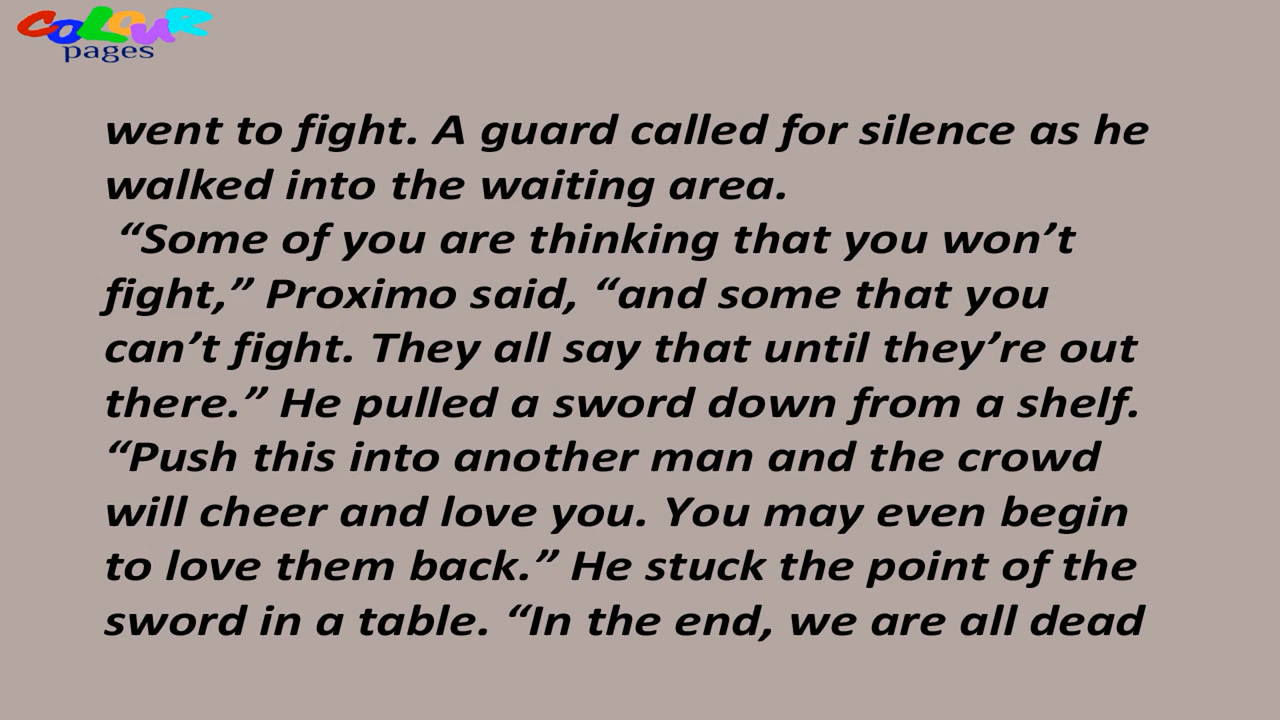 COLOUR
pages
went to fight. A guard called for silence as he
walked into the waiting area.
“Some of you are thinking that you won’t
fight,” Proximo said, “and some that you
can’t fight. They all say that until they’re out
there.” He pulled a sword down from a shelf.
“Push this into another man and the crowd
will cheer and love you. You may even begin
to love them back.” He stuck the point of the
sword in a table. “In the end, we are all dead